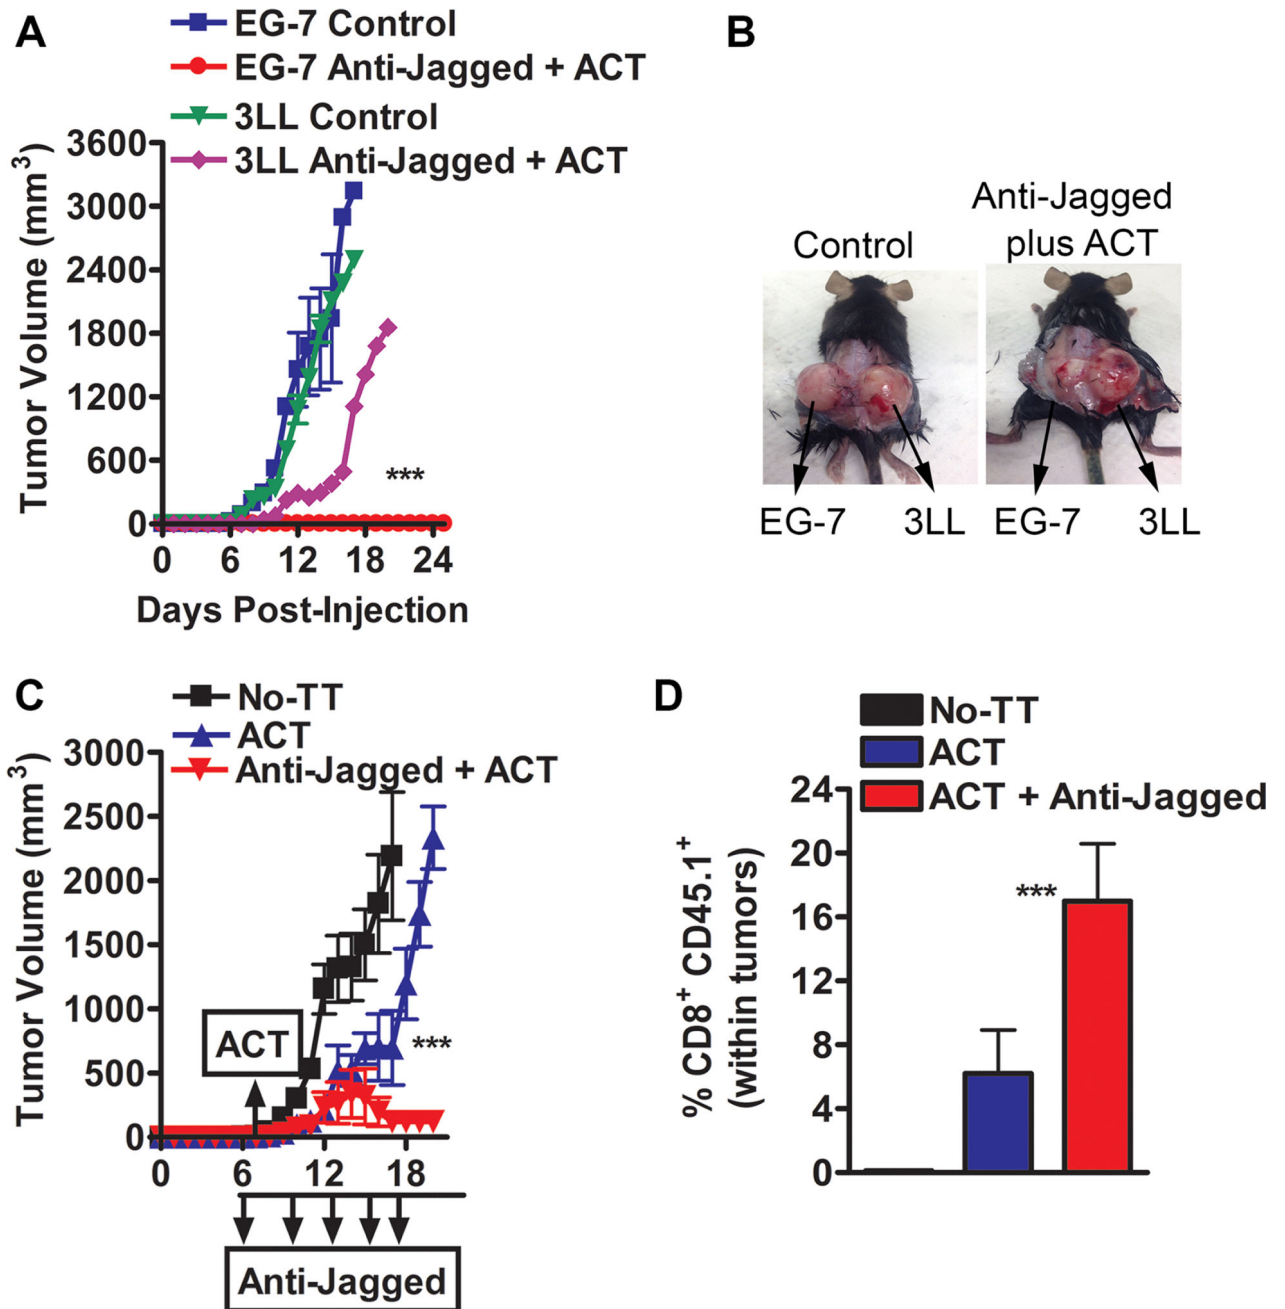 A
EG-7 Control
EG-7 Anti-Jagged + ACT
3LL Control
3LL Anti-Jagged + ACT
Tumor Volume (mm³)
3600
3000
2400
1800
1200
600
0
***
0 6 12 18 24
Days Post-Injection
B
Control
Anti-Jagged
plus ACT
EG-7 3LL EG-7 3LL
C
No-TT
ACT
Anti-Jagged + ACT
Tumor Volume (mm³)
3000
2500
2000
1500
1000
500
0
ACT
***
0 6 12 18
Anti-Jagged
D
No-TT
ACT
ACT + Anti-Jagged
% CD8⁺ CD45.1⁺
(within tumors)
24
20
16
12
8
4
0
***